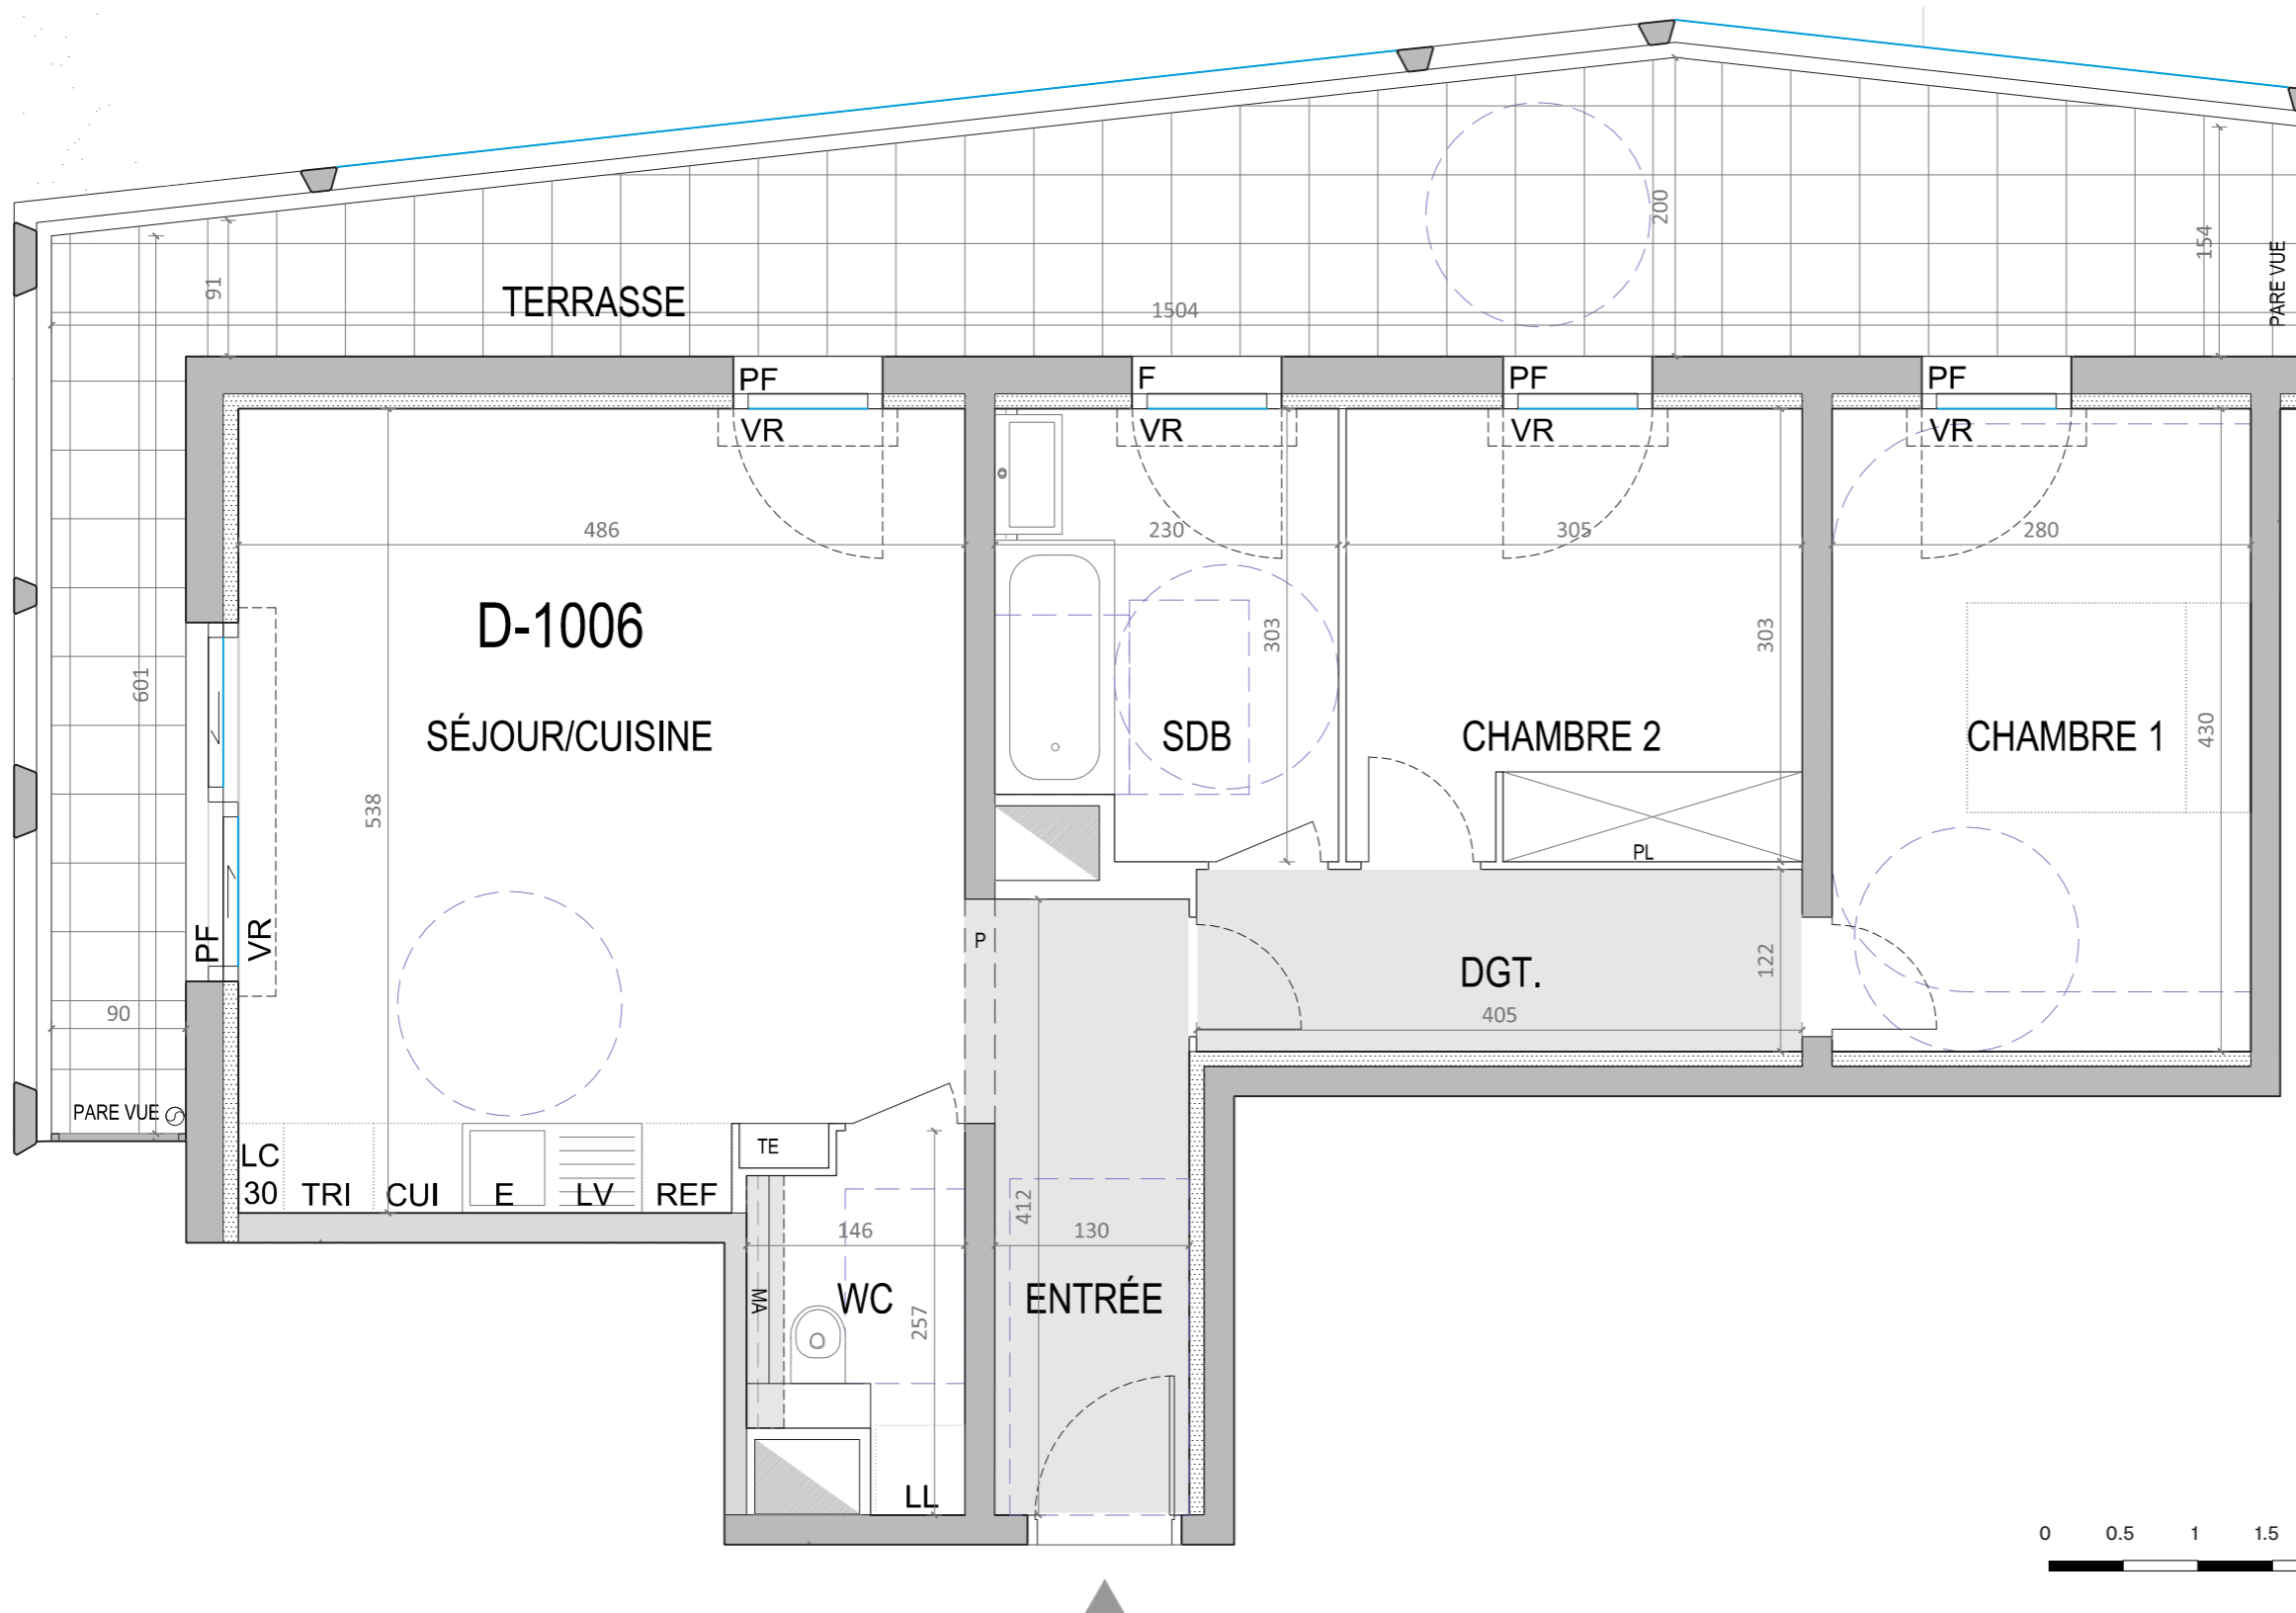 200
154
PARE VUE
91
TERRASSE
1504
PF
F
PF
PF
VR
VR
VR
VR
486
230
305
280
D-1006
303
303
601
SÉJOUR/CUISINE
SDB
CHAMBRE 2
CHAMBRE 1
430
538
PL
PF
VR
P
DGT.
122
90
405
PARE VUE
LC
30
TRI
CUI
E
LV
REF
TE
412
146
130
MA
WC
257
ENTRÉE
LL
0 0.5 1 1.5